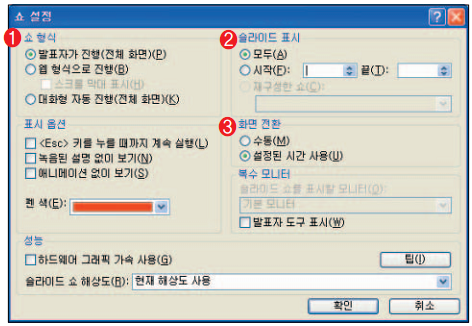 쇼 설정
1 쇼 형식
발표자가 진행(전체 화면)(P)
웹 형식으로 진행(B)
스크롤 막대 표시(H)
대화형 자동 진행(전체 화면)(K)
2 슬라이드 표시
모두(A)
시작(F): 끝(T):
재구성한 쇼(C):
표시 옵션
<Esc> 키를 누를 때까지 계속 실행(L)
녹음된 설명 없이 보기(N)
애니메이션 없이 보기(S)
펜 색(E):
3 화면 전환
수동(M)
설정된 시간 사용(U)
복수 모니터
슬라이드 쇼를 표시할 모니터(O):
기본 모니터
발표자 도구 표시(W)
성능
하드웨어 그래픽 가속 사용(G)
팁(I)
슬라이드 쇼 해상도(R): 현재 해상도 사용
확인 취소